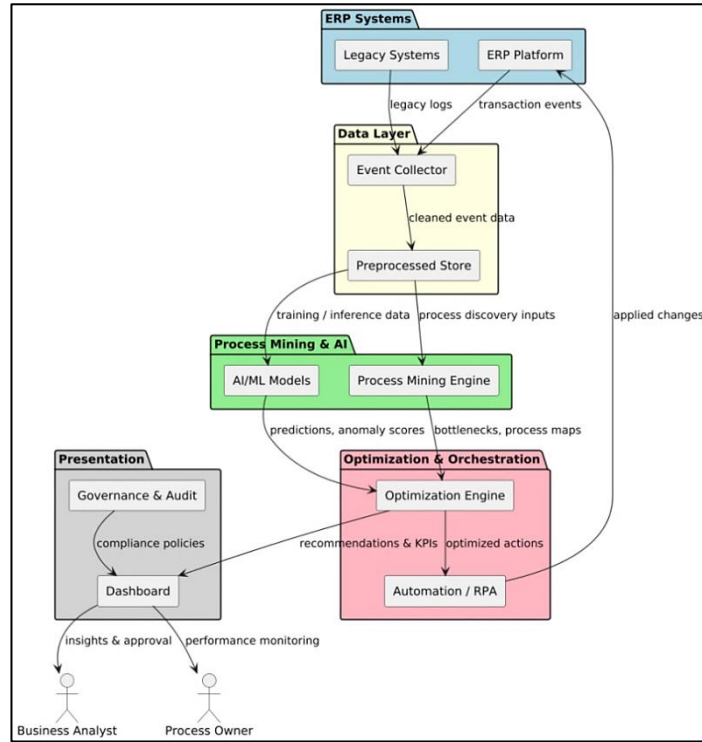 ERP Systems
Legacy Systems
ERP Platform
legacy logs
transaction events
Data Layer
Event Collector
cleaned event data
Preprocessed Store
training / inference data
process discovery inputs
applied changes
Process Mining & AI
AI/ML Models
Process Mining Engine
predictions, anomaly scores
bottlenecks, process maps
Presentation
Optimization & Orchestration
Governance & Audit
Optimization Engine
compliance policies
recommendations & KPIs
optimized actions
Dashboard
Automation / RPA
insights & approval
performance monitoring
Business Analyst
Process Owner